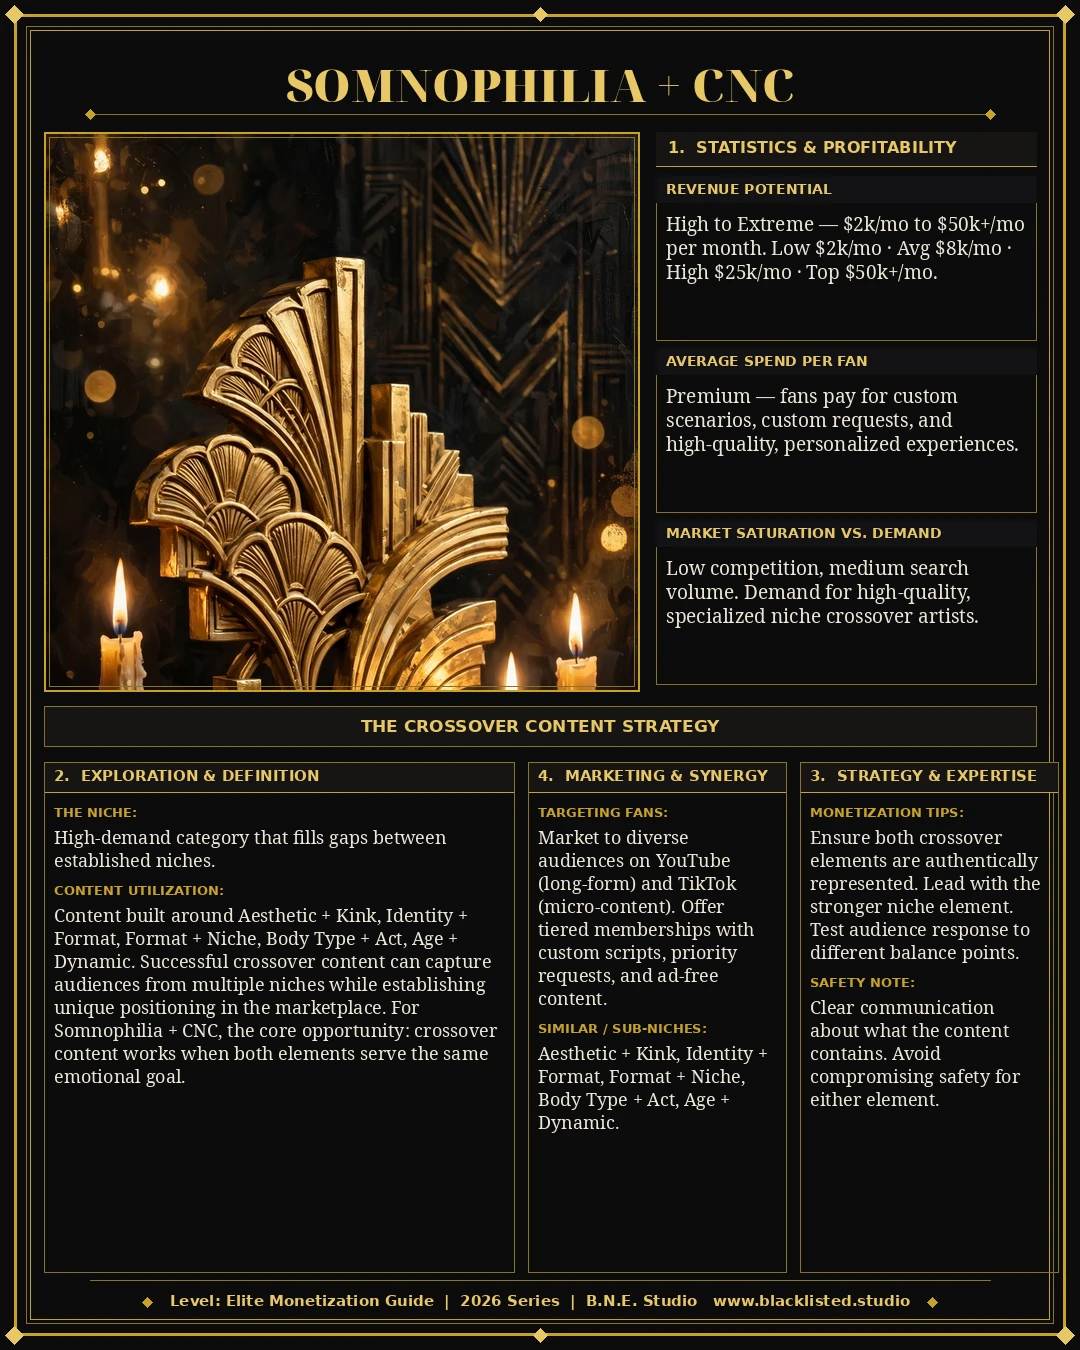 SOMNOPHILIA + CNC
1. STATISTICS & PROFITABILITY
REVENUE POTENTIAL
High to Extreme — $2k/mo to $50k+/mo
per month. Low $2k/mo · Avg $8k/mo ·
High $25k/mo · Top $50k+/mo.
AVERAGE SPEND PER FAN
Premium — fans pay for custom
scenarios, custom requests, and
high-quality, personalized experiences.
MARKET SATURATION VS. DEMAND
Low competition, medium search
volume. Demand for high-quality,
specialized niche crossover artists.
THE CROSSOVER CONTENT STRATEGY
2. EXPLORATION & DEFINITION
THE NICHE:
High-demand category that fills gaps between
established niches.
CONTENT UTILIZATION:
Content built around Aesthetic + Kink, Identity +
Format, Format + Niche, Body Type + Act, Age +
Dynamic. Successful crossover content can capture
audiences from multiple niches while establishing
unique positioning in the marketplace. For
Somnophilia + CNC, the core opportunity: crossover
content works when both elements serve the same
emotional goal.
4. MARKETING & SYNERGY
TARGETING FANS:
Market to diverse
audiences on YouTube
(long-form) and TikTok
(micro-content). Offer
tiered memberships with
custom scripts, priority
requests, and ad-free
content.
SIMILAR / SUB-NICHES:
Aesthetic + Kink, Identity +
Format, Format + Niche,
Body Type + Act, Age +
Dynamic.
3. STRATEGY & EXPERTISE
MONETIZATION TIPS:
Ensure both crossover
elements are authentically
represented. Lead with the
stronger niche element.
Test audience response to
different balance points.
SAFETY NOTE:
Clear communication
about what the content
contains. Avoid
compromising safety for
either element.
Level: Elite Monetization Guide | 2026 Series | B.N.E. Studio www.blacklisted.studio